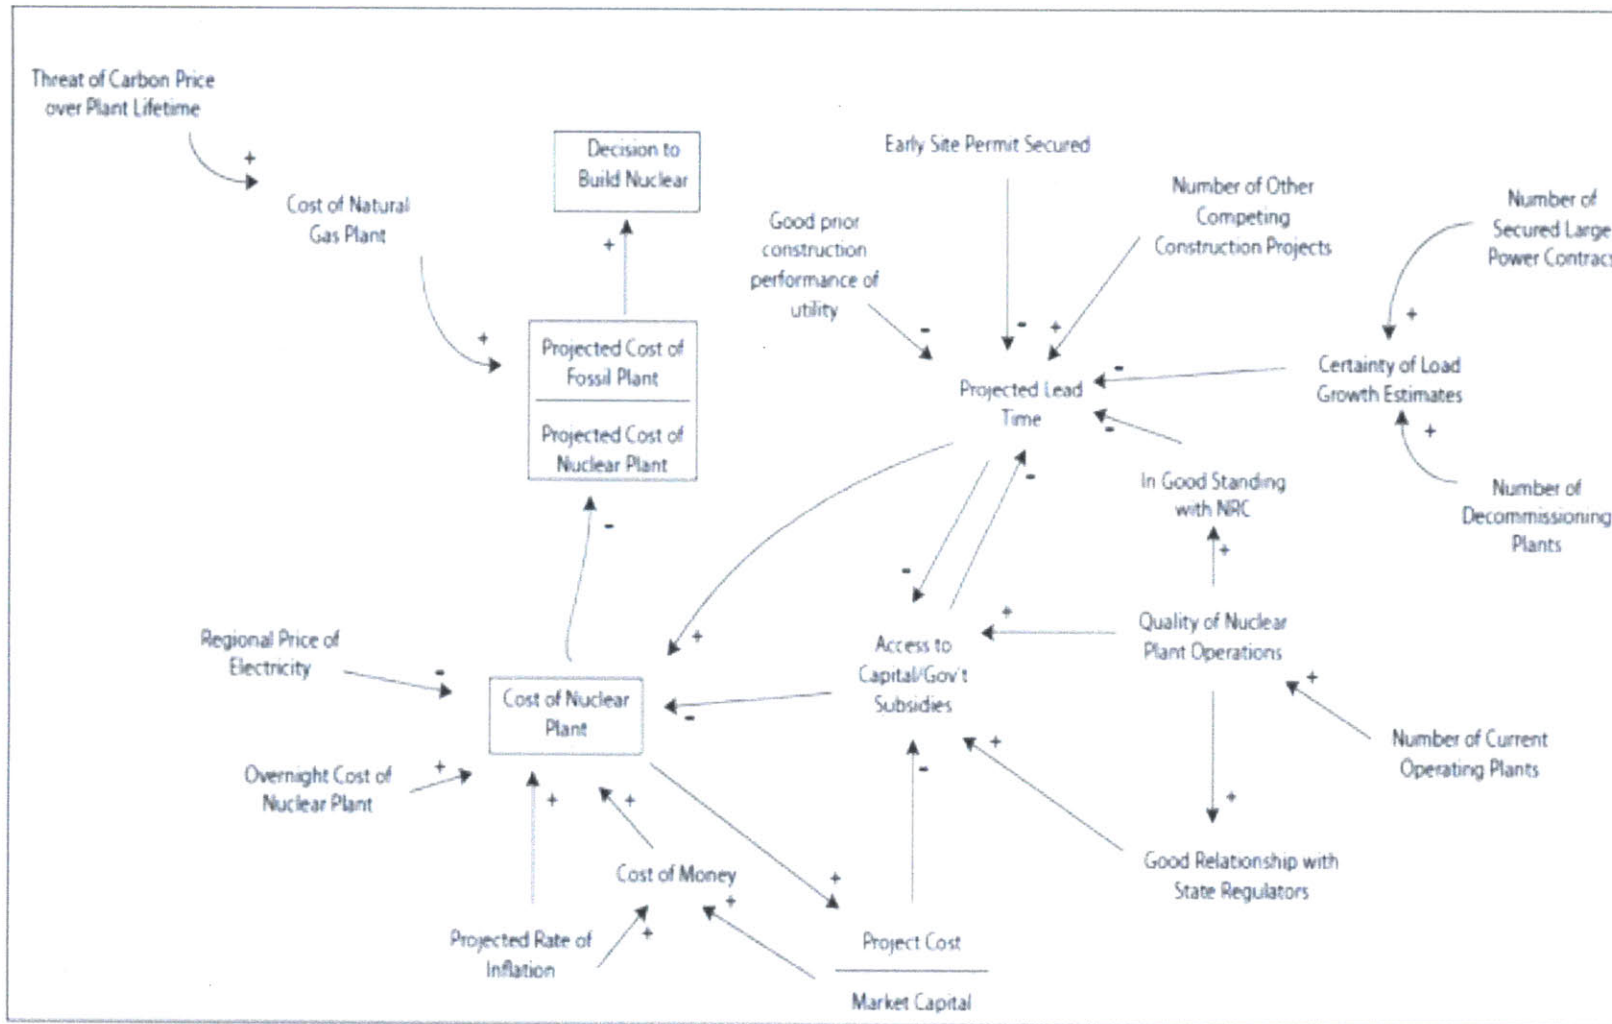 Threat of Carbon Price
over Plant Lifetime
+
Cost of Natural
Gas Plant
+
Decision to
Build Nuclear
+
Projected Cost of
Fossil Plant
Projected Cost of
Nuclear Plant
-
Early Site Permit Secured
-
Good prior
construction
performance of
utility
-
Number of Other
Competing
Construction Projects
+
Number of
Secured Large
Power Contracs
+
Certainty of Load
Growth Estimates
-
+
Number of
Decommissioning
Plants
Projected Lead
Time
-
In Good Standing
with NRC
+
-
-
Quality of Nuclear
Plant Operations
+
+
Number of Current
Operating Plants
+
Good Relationship with
State Regulators
+
Access to
Capital/Gov't
Subsidies
-
+
-
Regional Price of
Electricity
-
Cost of Nuclear
Plant
Overnight Cost of
Nuclear Plant
+
+
+
Cost of Money
+
+
+
Projected Rate of
Inflation
Project Cost
Market Capital